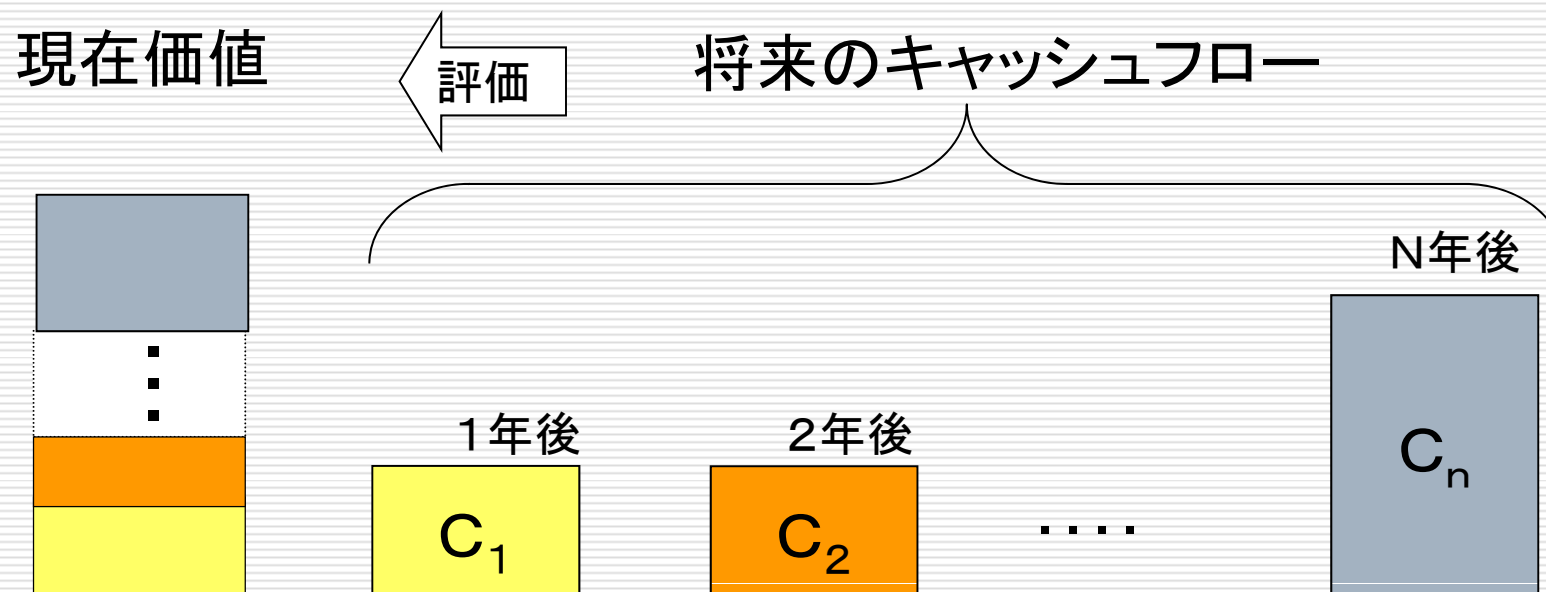 現在価値
評価
将来のキャッシュフロー
N年後
1年後
2年後
C1
C2
・・・・
Cn